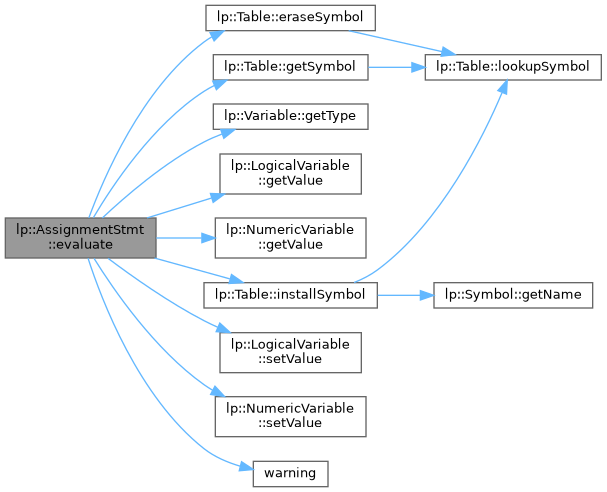 lp::Table::eraseSymbol
lp::Table::getSymbol
lp::Table::lookupSymbol
lp::Variable::getType
lp::LogicalVariable
::getValue
lp::AssignmentStmt
::evaluate
lp::NumericVariable
::getValue
lp::Table::installSymbol
lp::Symbol::getName
lp::LogicalVariable
::setValue
lp::NumericVariable
::setValue
warning